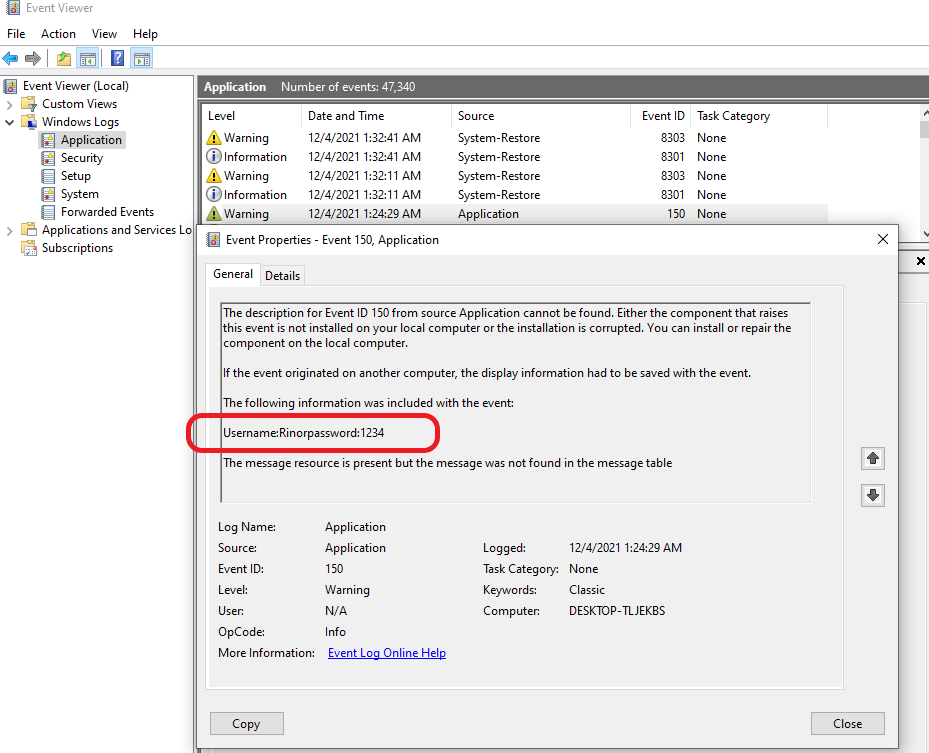 Event Viewer
File Action View Help
Event Viewer (Local)
Custom Views
Windows Logs
Application
Security
Setup
System
Forwarded Events
Applications and Services Lo
Subscriptions
Application Number of events: 47,340
Level Date and Time Source Event ID Task Category
Warning 12/4/2021 1:32:41 AM System-Restore 8303 None
Information 12/4/2021 1:32:41 AM System-Restore 8301 None
Warning 12/4/2021 1:32:11 AM System-Restore 8303 None
Information 12/4/2021 1:32:11 AM System-Restore 8301 None
Warning 12/4/2021 1:24:29 AM Application 150 None
Event Properties - Event 150, Application
General Details
The description for Event ID 150 from source Application cannot be found. Either the component that raises
this event is not installed on your local computer or the installation is corrupted. You can install or repair the
component on the local computer.
If the event originated on another computer, the display information had to be saved with the event.
The following information was included with the event:
Username:Rinorpassword:1234
The message resource is present but the message was not found in the message table
Log Name: Application
Source: Application Logged: 12/4/2021 1:24:29 AM
Event ID: 150 Task Category: None
Level: Warning Keywords: Classic
User: N/A Computer: DESKTOP-TLJEKBS
OpCode: Info
More Information: Event Log Online Help
Copy Close